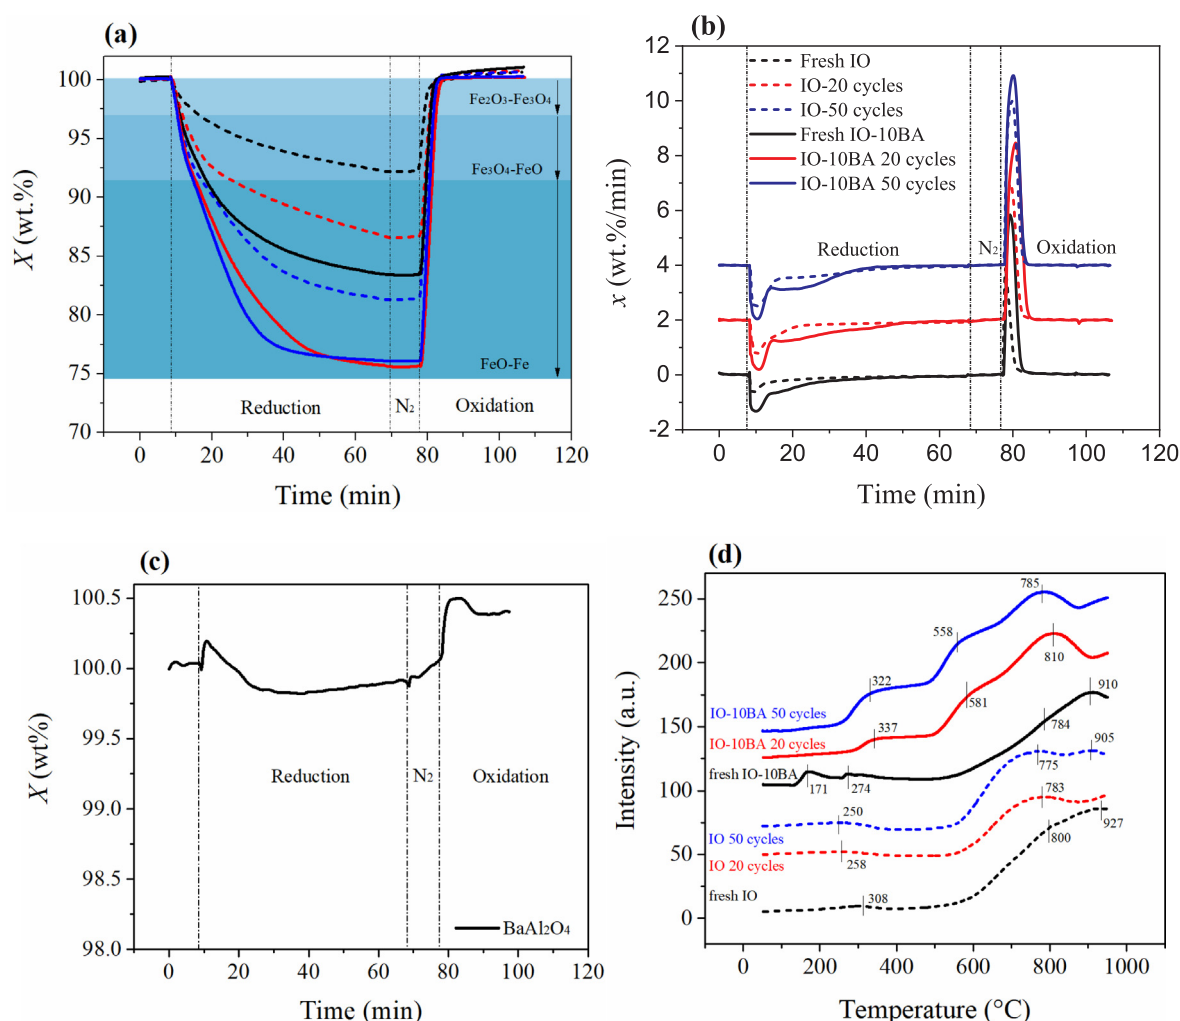 (a)
100
95
90
85
80
75
70
X (wt.%)
Fe₂O₃-Fe₃O₄
Fe₃O₄-FeO
FeO-Fe
Reduction
N₂
Oxidation
0
20
40
60
80
100
120
Time (min)
(b)
12
10
8
6
4
2
0
-2
x (wt.%/min)
Fresh IO
IO-20 cycles
IO-50 cycles
Fresh IO-10BA
IO-10BA 20 cycles
IO-10BA 50 cycles
Reduction
N₂
Oxidation
0
20
40
60
80
100
120
Time (min)
(c)
100.5
100.0
99.5
99.0
98.5
98.0
X (wt%)
Reduction
N₂
Oxidation
BaAl₂O₄
0
20
40
60
80
100
120
Time (min)
(d)
250
200
150
100
50
0
Intensity (a.u.)
785
558
322
IO-10BA 50 cycles
810
581
337
IO-10BA 20 cycles
910
784
fresh IO-10BA
171
274
905
775
250
IO 50 cycles
783
258
IO 20 cycles
927
800
308
fresh IO
0
200
400
600
800
1000
Temperature (°C)